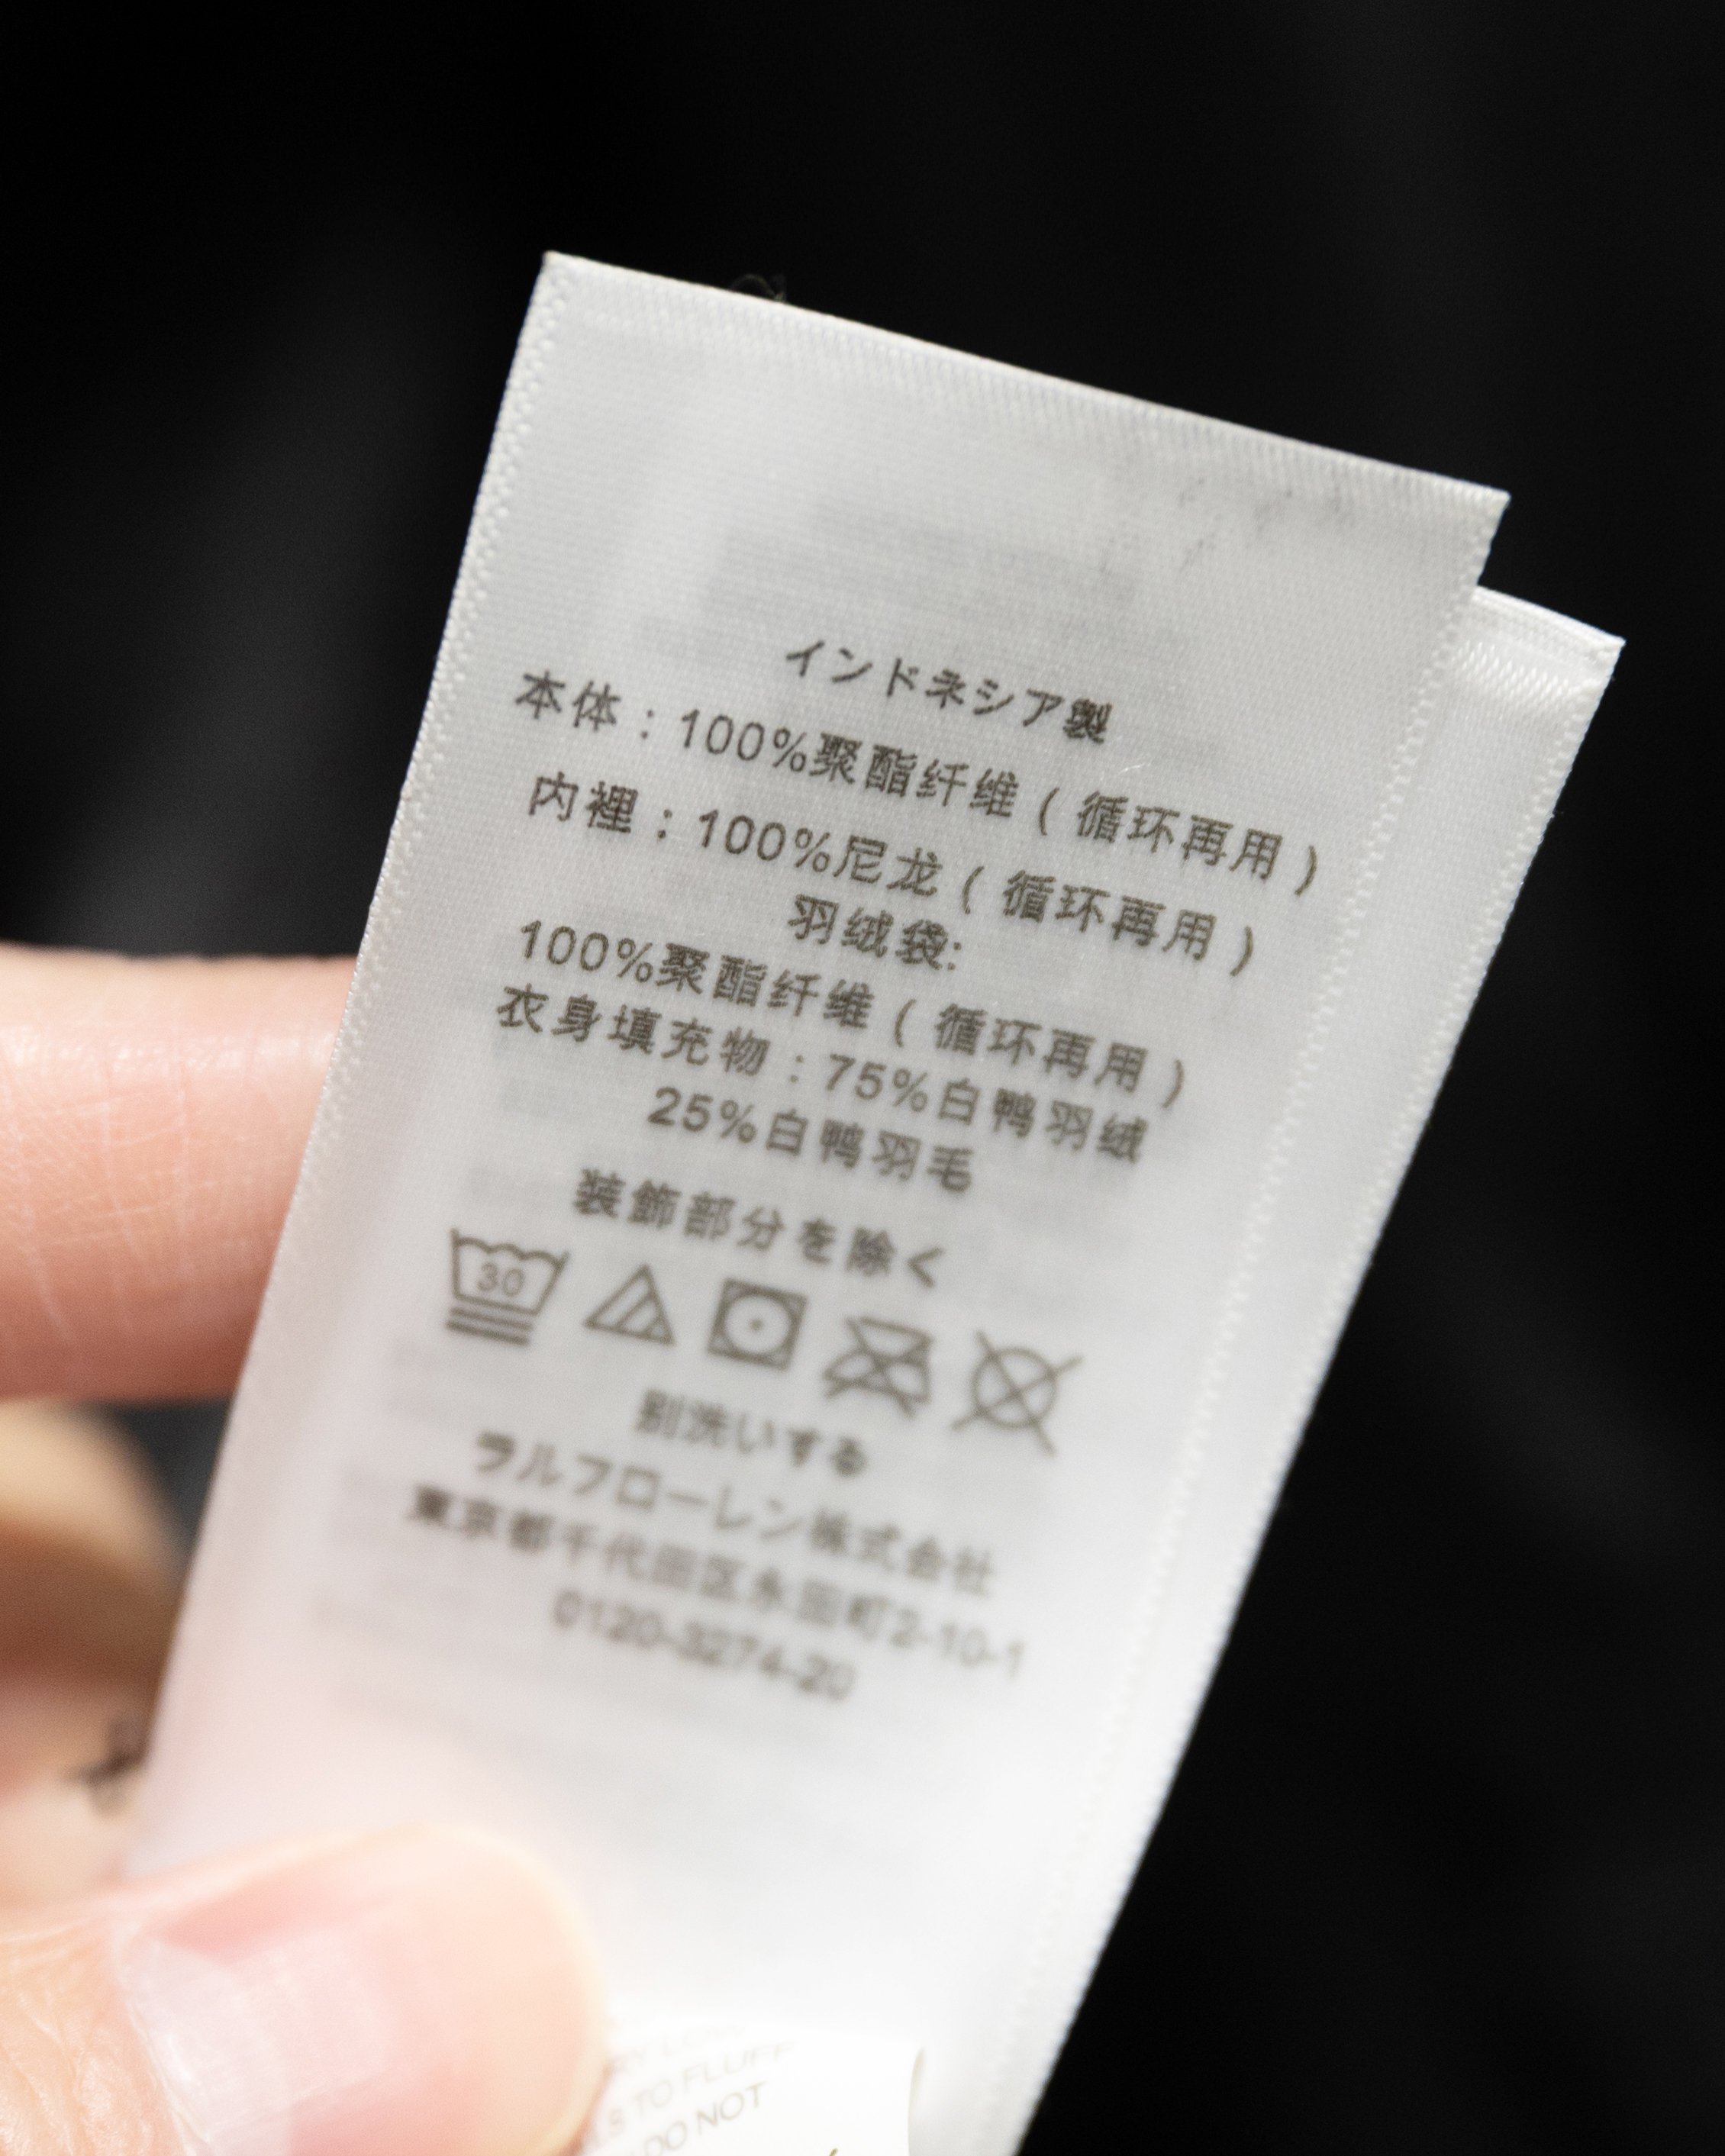 インドネシア製
本体：100%聚酯纤维（循环再用）
内裡：100%尼龙（循环再用）
羽绒袋:
100%聚酯纤维（循环再用）
衣身填充物：75%白鸭羽绒
25%白鸭羽毛
装飾部分を除く
30
別洗いする
ラルフローレン株式会社
東京都千代田区永田町2-10-1
0120-3274-20
TO FLUFF
DO NOT